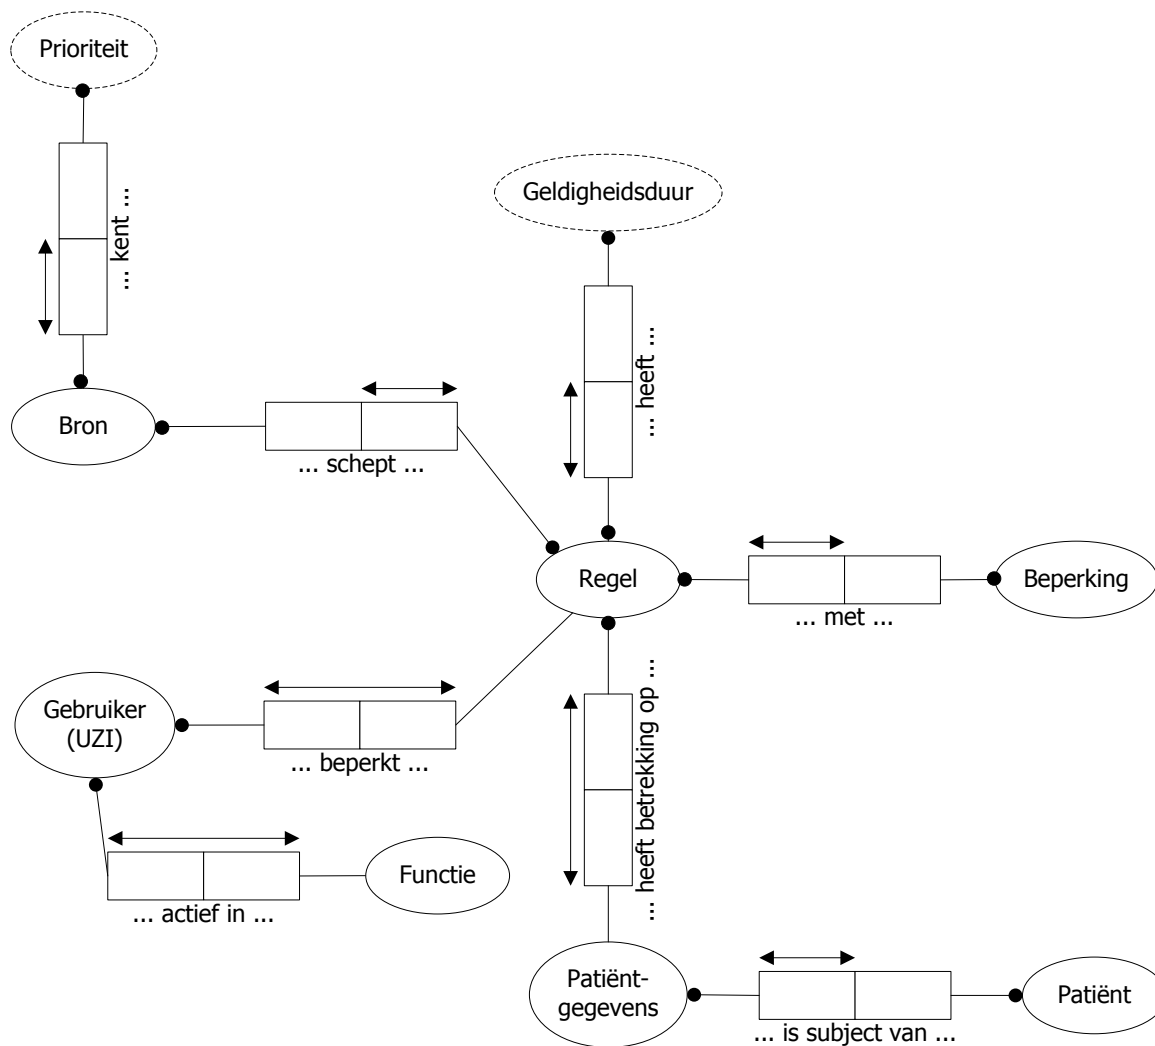 Prioriteit
... kent ...
Geldigheidsduur
... heeft ...
Bron
... schept ...
Regel
... met ...
Beperking
Gebruiker
(UZI)
... beperkt ...
... heeft betrekking op ...
Functie
... actief in ...
Patiënt-
gegevens
... is subject van ...
Patiënt